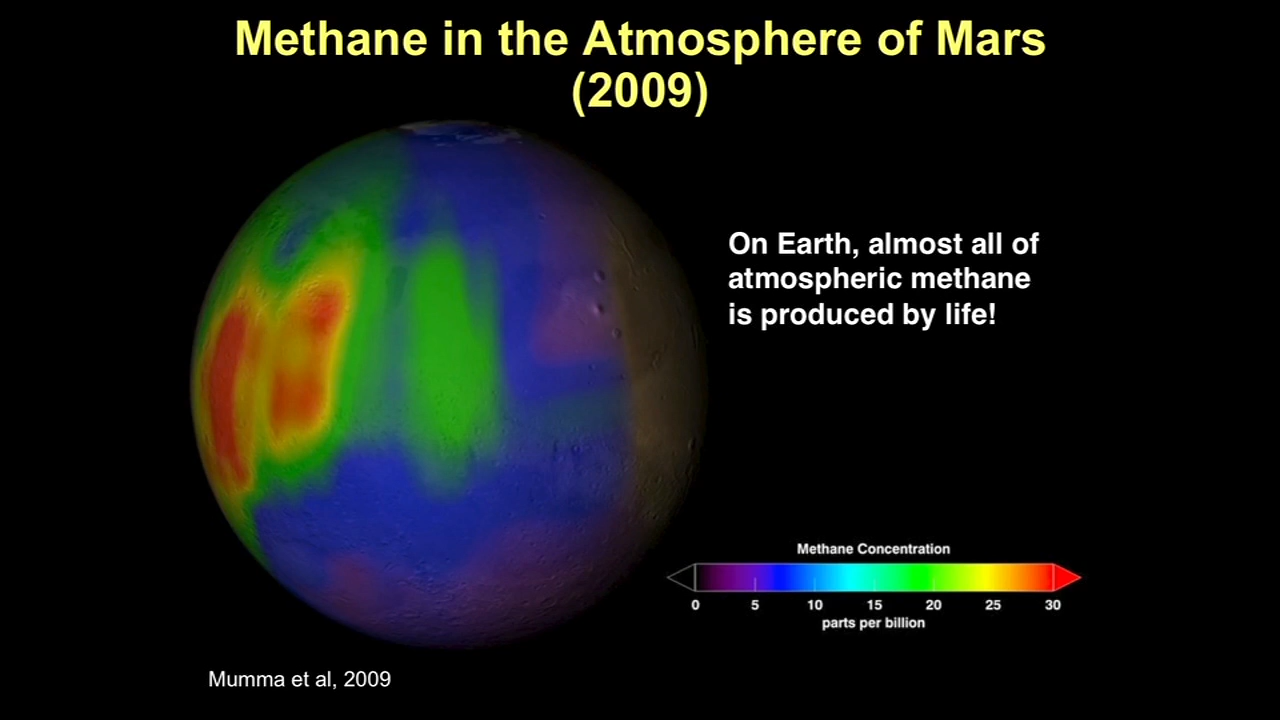 Methane in the Atmosphere of Mars
(2009)
On Earth, almost all of
atmospheric methane
is produced by life!
Methane Concentration
0 5 10 15 20 25 30
parts per billion
Mumma et al, 2009